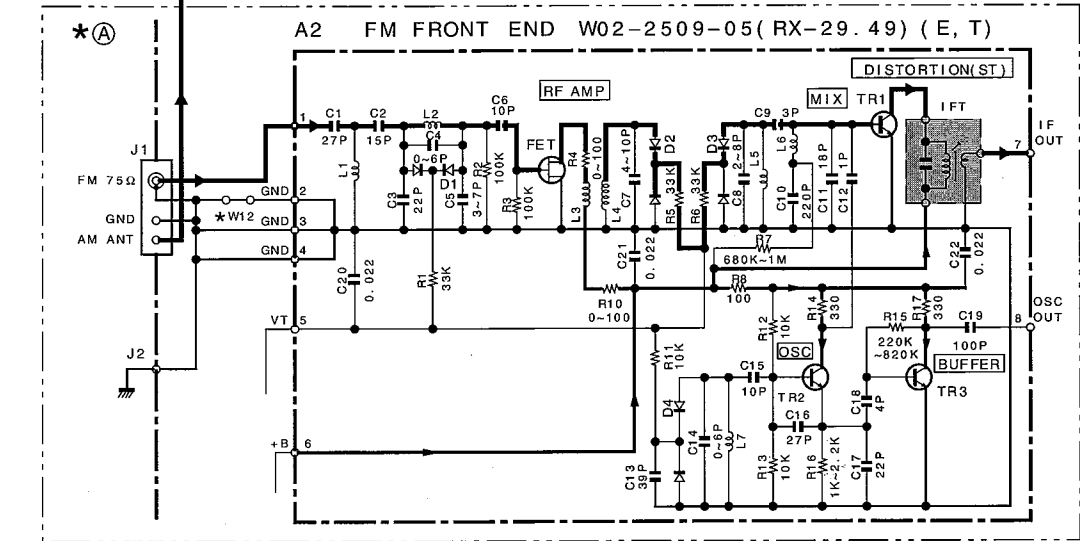 *Ⓐ
A2 FM FRONT END W02-2509-05(RX-29.49) (E, T)
DISTORTION(ST)
RF AMP
MIX
TR1
IFT
C1
27P
C2
15P
L2
C4
0~6P
C6
100P
L1
D1
R2
100K
C3
22P
C5
3~7P
R3
100K
FET
R4
0~100
L3
L4
4~10P
C7
D2
R5
33K
R6
33K
D3
2~8P
C8
L5
C9
3P
L6
C10
220P
C11
18P
C12
1P
1
7
IF
OUT
J1
FM 75Ω
GND
AM ANT
GND 2
*W12
GND 3
GND 4
C20
0.022
R1
33K
C21
0.022
R7
680K~1M
C22
0.022
R10
0~100
R8
100
VT 5
R12
10K
R14
330
R15
220K
~820K
R17
330
C19
100P
OSC
OUT
8
J2
R11
10K
OSC
BUFFER
C15
10P
TR2
TR3
D4
C14
0~6P
L7
C16
27P
C18
4P
+B 6
C13
39P
R13
10K
R16
1K~2.2K
C17
22P